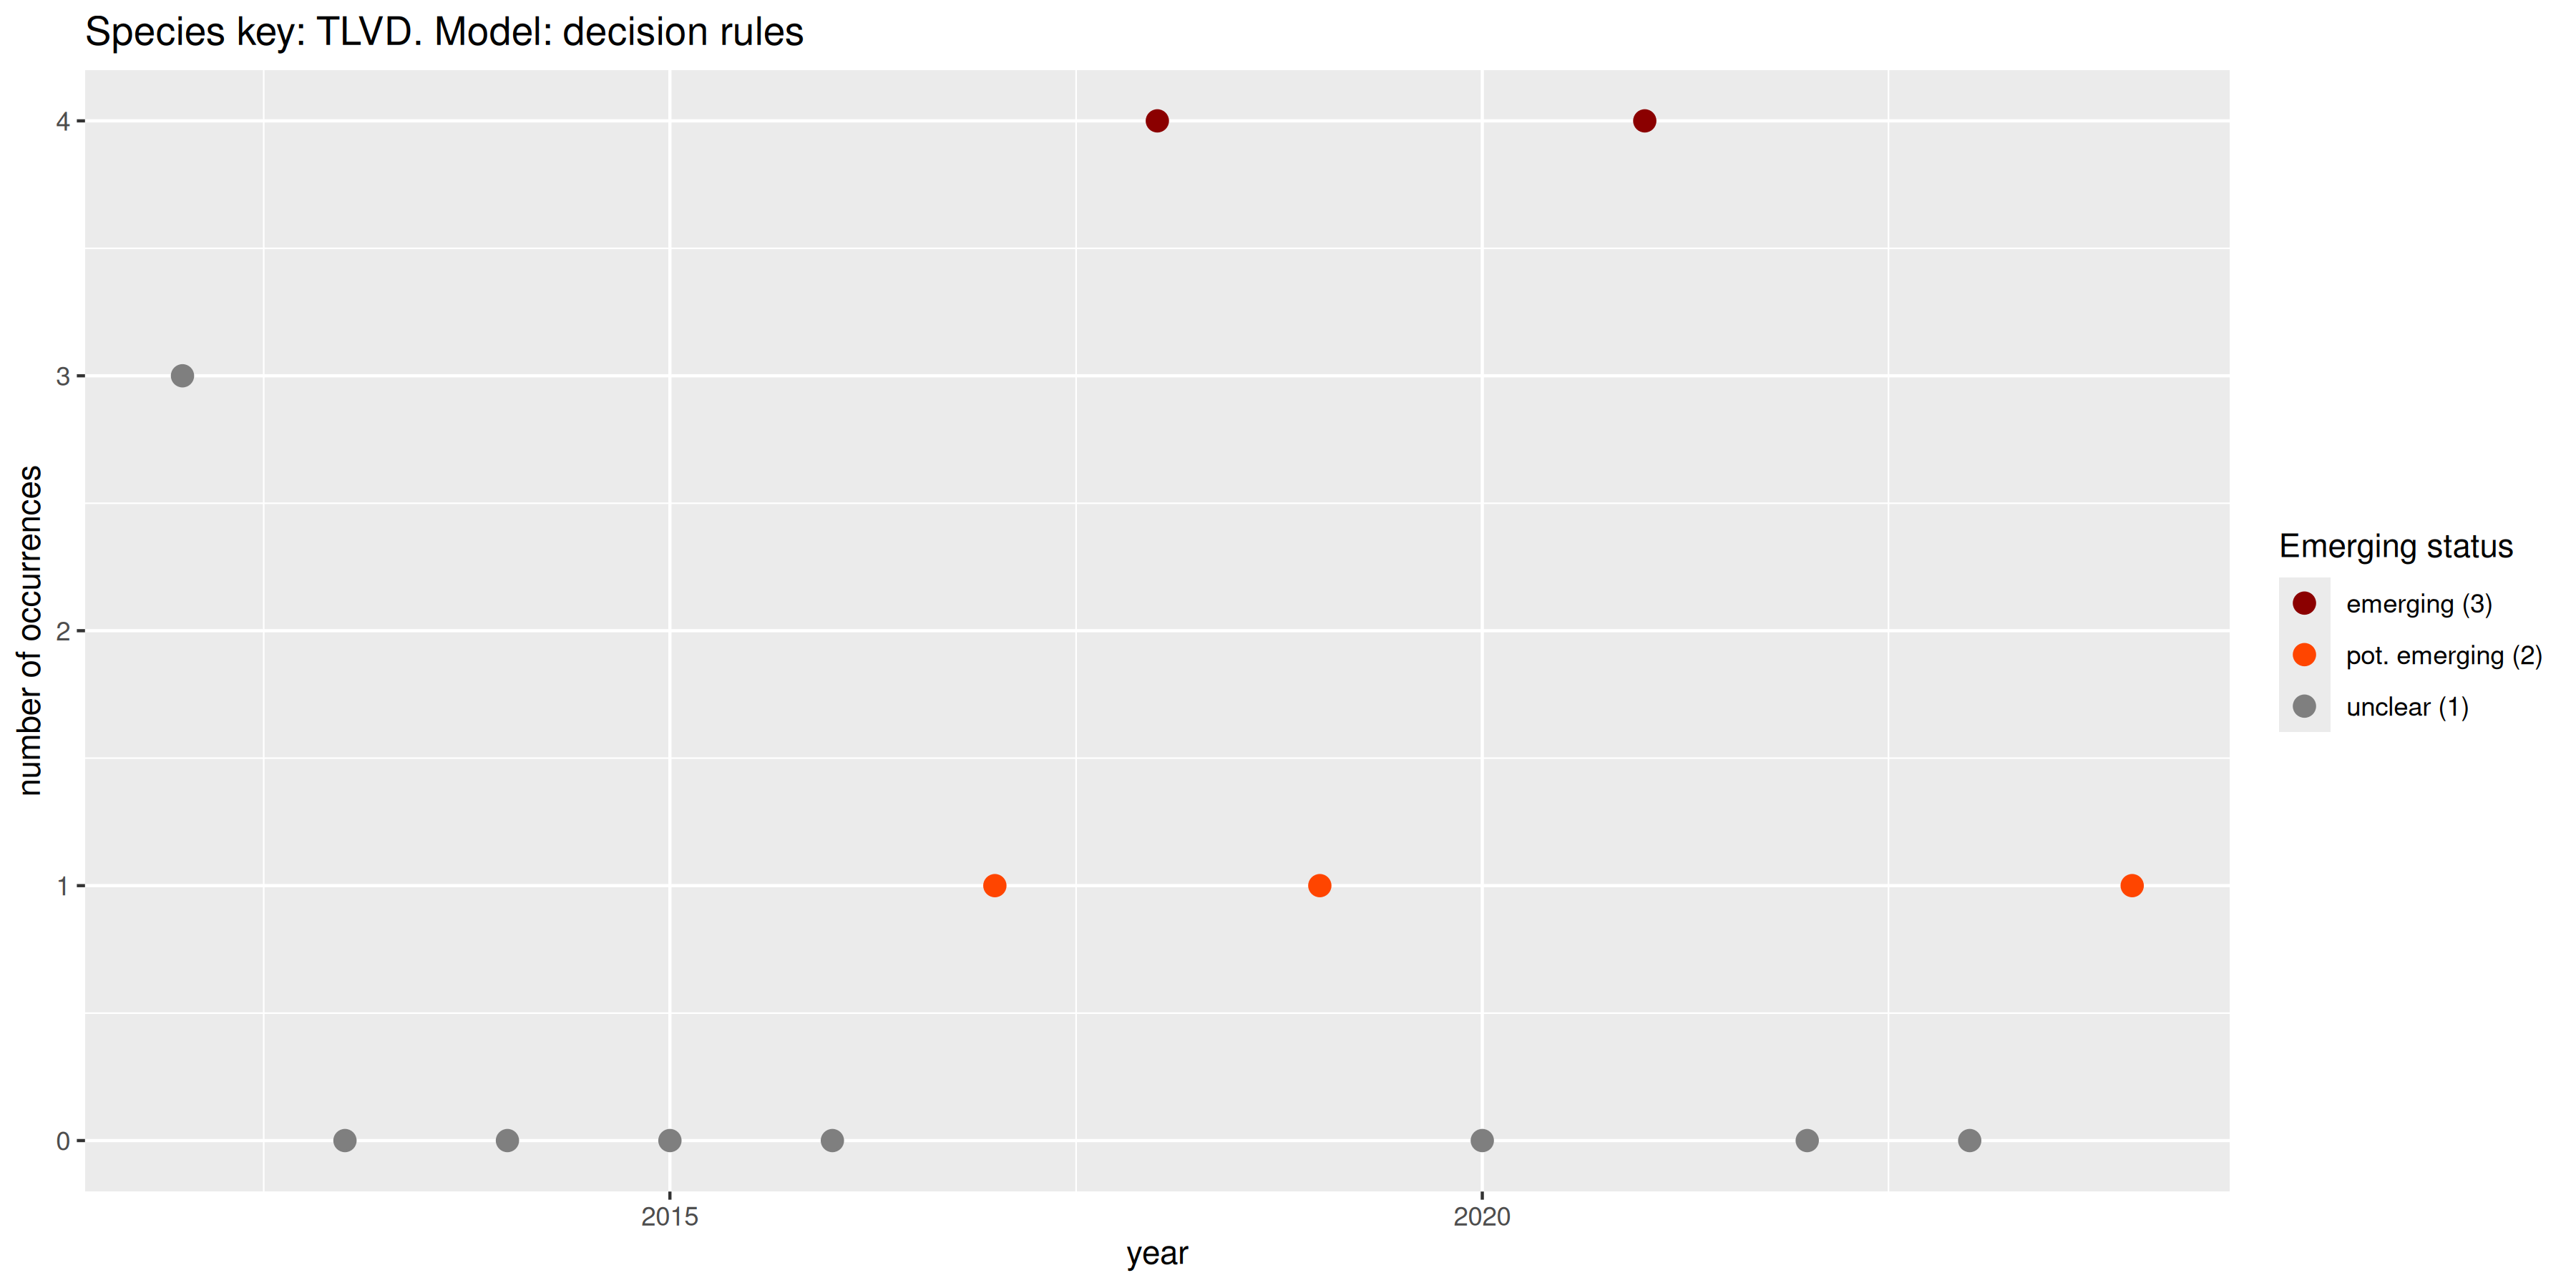 Species key: TLVD. Model: decision rules
number of occurrences
4
3
2
1
0
2015
2020
year
Emerging status
emerging (3)
pot. emerging (2)
unclear (1)